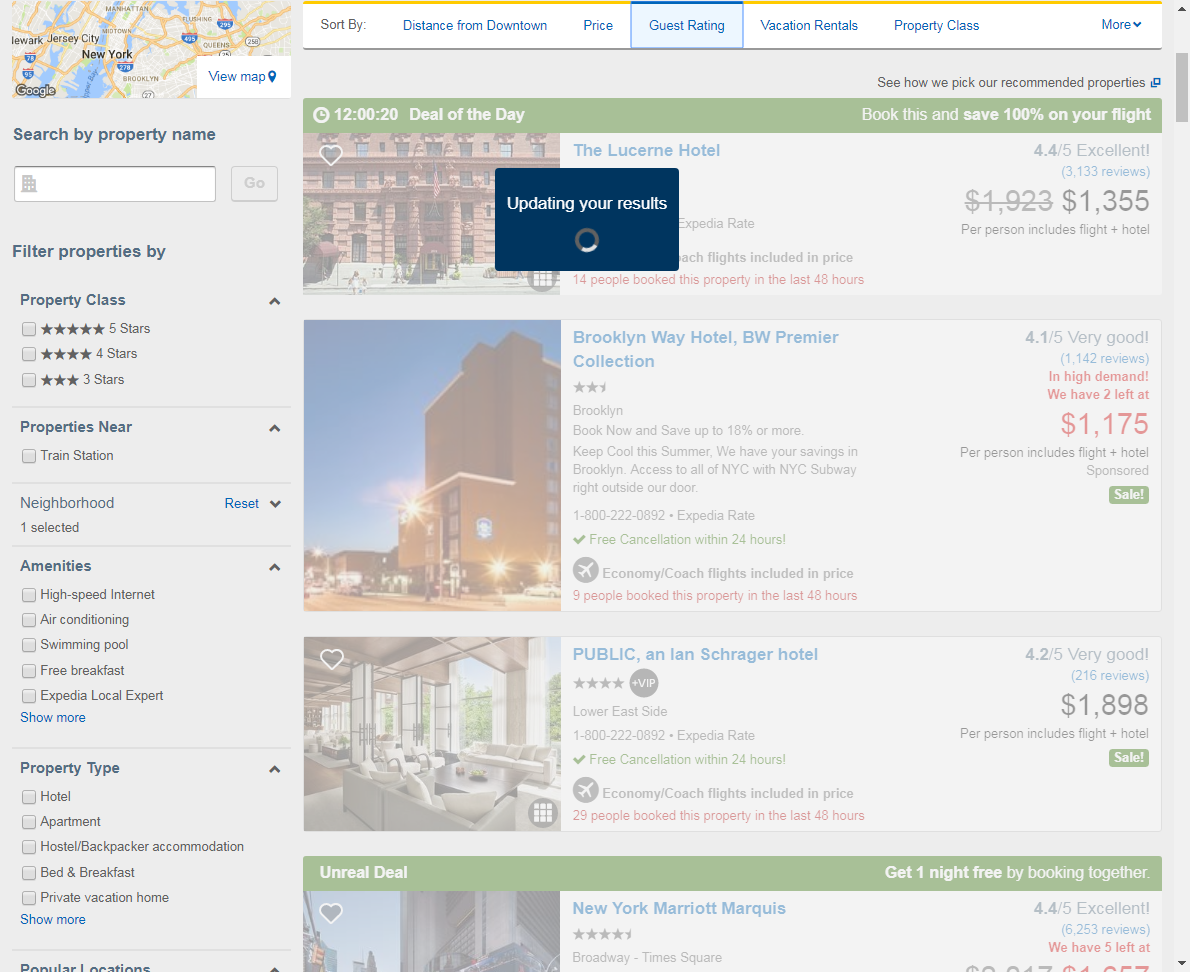 MANHATTAN
FLUSHING
MIDTOWN
lewark Jersey City
495
QUEENS
New York
78
278
95
BROOKLYN
Google
View map
Sort By: Distance from Downtown Price Guest Rating Vacation Rentals Property Class More
See how we pick our recommended properties
Search by property name
Go
Filter properties by
Property Class
5 Stars
4 Stars
3 Stars
Properties Near
Train Station
Neighborhood Reset
1 selected
Amenities
High-speed Internet
Air conditioning
Swimming pool
Free breakfast
Expedia Local Expert
Show more
Property Type
Hotel
Apartment
Hostel/Backpacker accommodation
Bed & Breakfast
Private vacation home
Show more
Popular Locations
12:00:20 Deal of the Day Book this and save 100% on your flight
The Lucerne Hotel 4.4/5 Excellent!
(3,133 reviews)
Updating your results
$1,923 $1,355
Expedia Rate
Per person includes flight + hotel
flights included in price
14 people booked this property in the last 48 hours
Brooklyn Way Hotel, BW Premier
Collection
4.1/5 Very good!
(1,142 reviews)
In high demand!
We have 2 left at
$1,175
Per person includes flight + hotel
Sponsored
Sale!
Brooklyn
Book Now and Save up to 18% or more.
Keep Cool this Summer, We have your savings in
Brooklyn. Access to all of NYC with NYC Subway
right outside our door.
1-800-222-0892 • Expedia Rate
Free Cancellation within 24 hours!
Economy/Coach flights included in price
9 people booked this property in the last 48 hours
PUBLIC, an Ian Schrager hotel 4.2/5 Very good!
+VIP
(216 reviews)
$1,898
Per person includes flight + hotel
Sale!
Lower East Side
1-800-222-0892 • Expedia Rate
Free Cancellation within 24 hours!
Economy/Coach flights included in price
29 people booked this property in the last 48 hours
Unreal Deal Get 1 night free by booking together.
New York Marriott Marquis 4.4/5 Excellent!
(6,253 reviews)
We have 5 left at
Broadway - Times Square